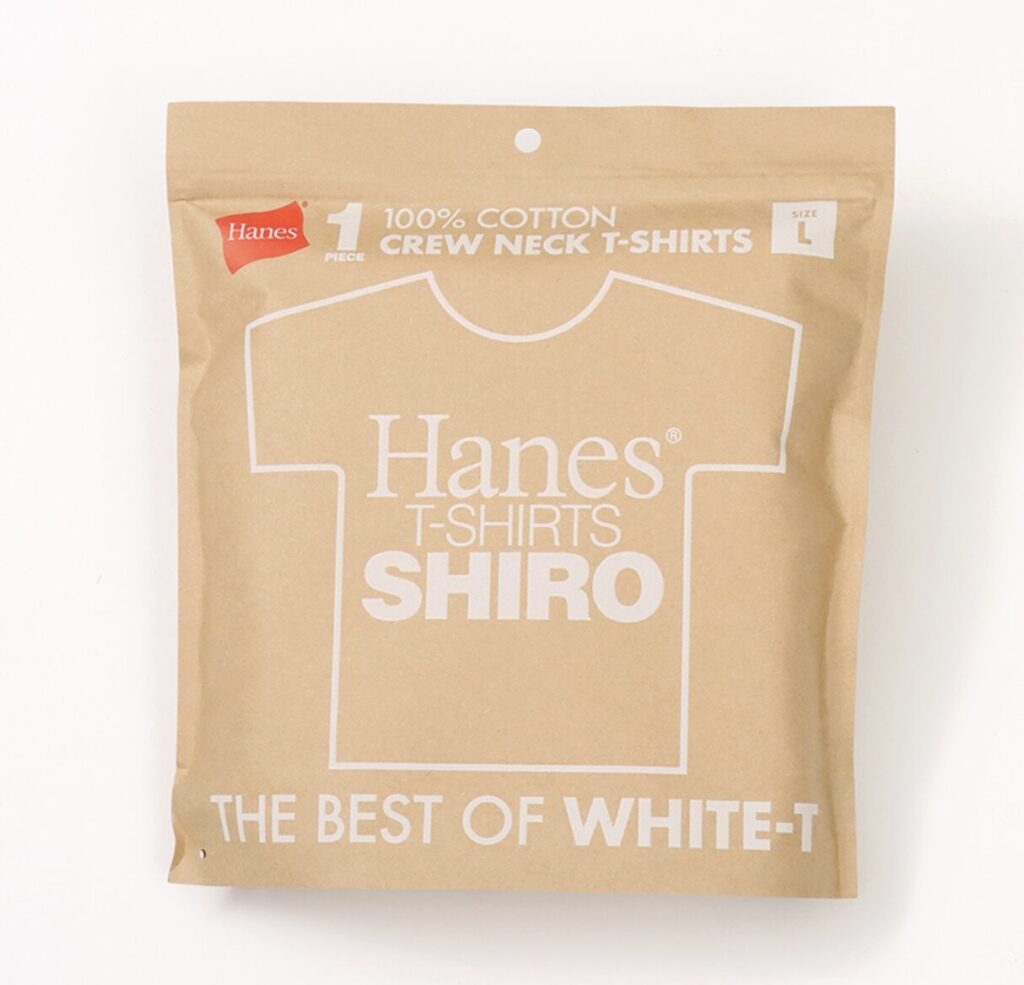 Hanes
1
PIECE
100% COTTON
CREW NECK T-SHIRTS
SIZE
L
Hanes®
T-SHIRTS
SHIRO
THE BEST OF WHITE-T